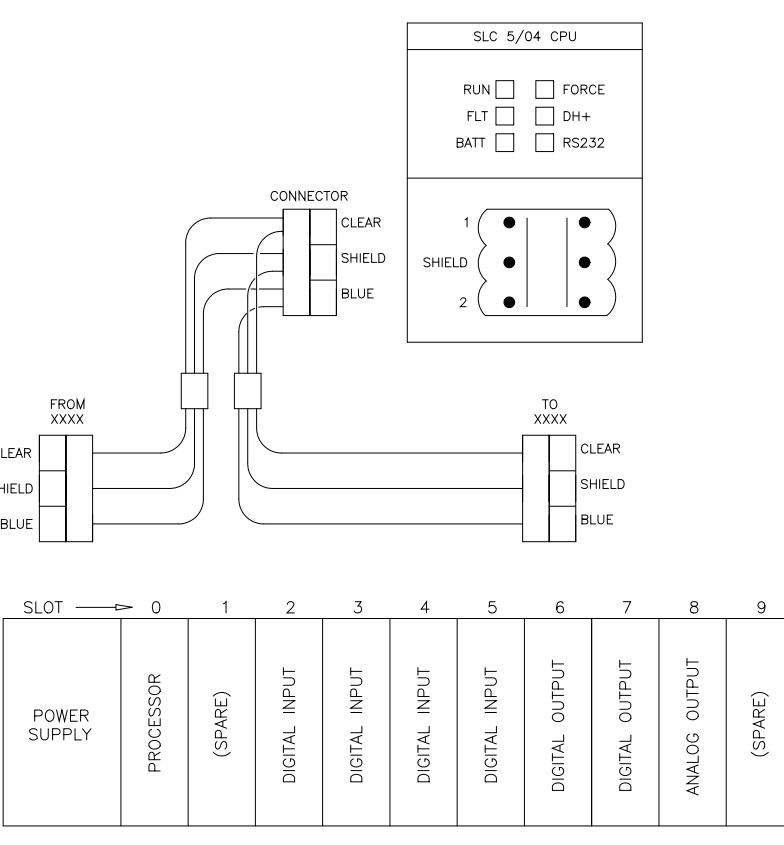 SLC 5/04 CPU
RUN FORCE
FLT DH+
BATT RS232
CONNECTOR
CLEAR
SHIELD
BLUE
1
SHIELD
2
FROM
XXXX
LEAR
HIELD
BLUE
TO
XXXX
CLEAR
SHIELD
BLUE
SLOT 0 1 2 3 4 5 6 7 8 9
POWER
SUPPLY
PROCESSOR
(SPARE)
DIGITAL INPUT
DIGITAL INPUT
DIGITAL INPUT
DIGITAL INPUT
DIGITAL OUTPUT
DIGITAL OUTPUT
ANALOG OUTPUT
(SPARE)